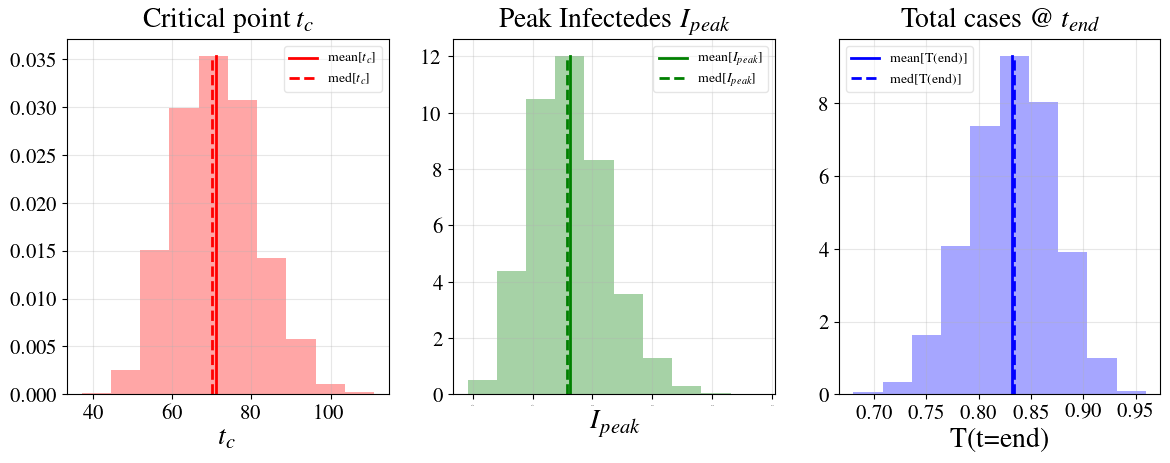 Critical point t_c
mean[t_c]
med[t_c]
0.035
0.030
0.025
0.020
0.015
0.010
0.005
0.000
40 60 80 100
t_c
Peak Infectedes I_peak
mean[I_peak]
med[I_peak]
12
10
8
6
4
2
0
I_peak
Total cases @ t_end
mean[T(end)]
med[T(end)]
8
6
4
2
0
0.70 0.75 0.80 0.85 0.90 0.95
T(t=end)